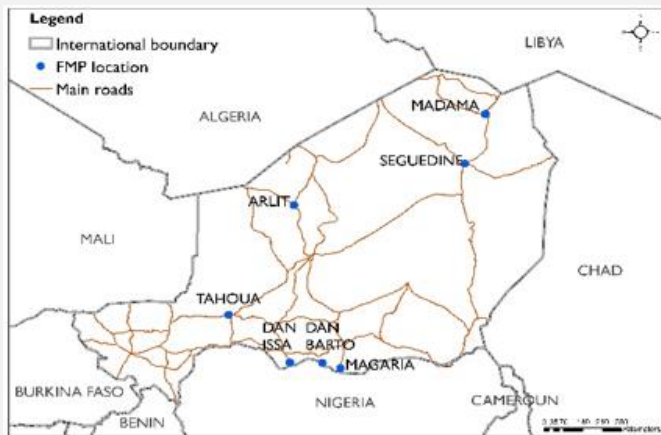 Legend
International boundary
FMP location
Main roads
LIBYA
ALGERIA
MADAMA
SEGUEDINE
ARLIT
MALI
CHAD
TAHOUA
DAN
ISSA
DAN
BARTO
MAGARIA
BURKINA FASO
NIGERIA
CAMEROUN
BENIN